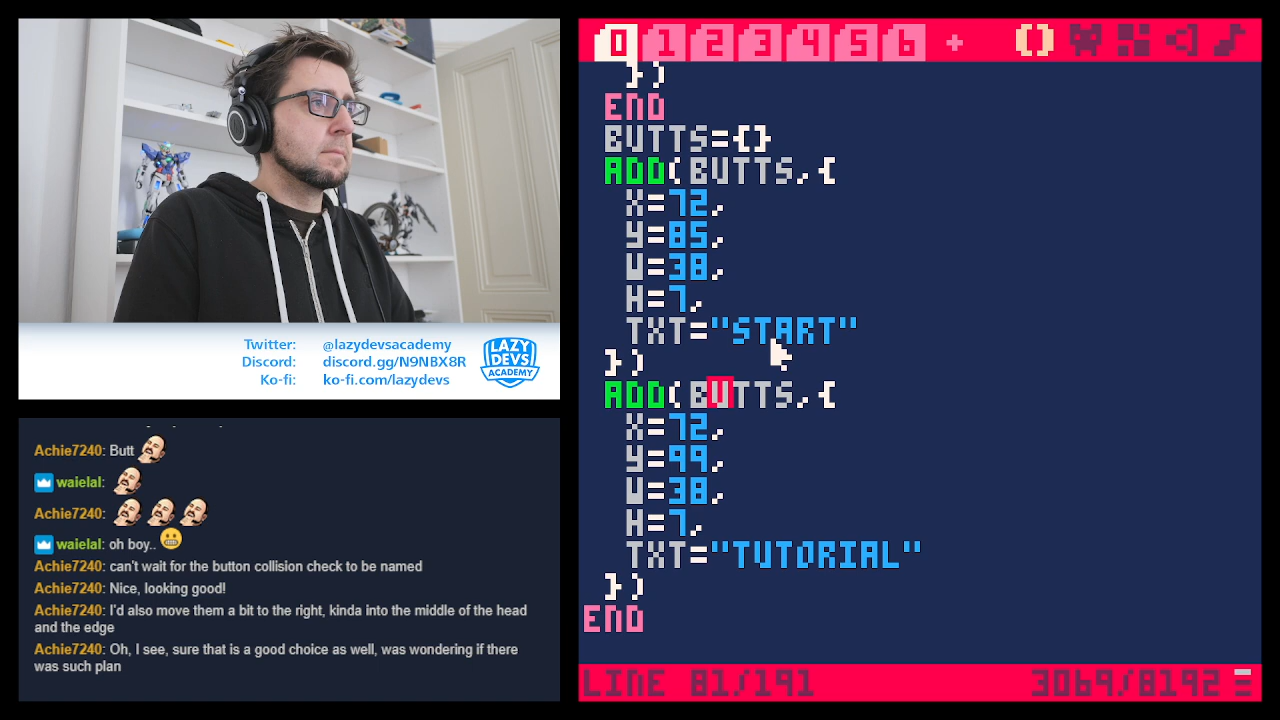 Twitter: @lazydevsacademy
Discord: discord.gg/N9NBX8R
Ko-fi: ko-fi.com/lazydevs
LAZY
DEVS
ACADEMY
Achie7240: Butt
waielal:
Achie7240:
waielal: oh boy..
Achie7240: can't wait for the button collision check to be named
Achie7240: Nice, looking good!
Achie7240: I'd also move them a bit to the right, kinda into the middle of the head
and the edge
Achie7240: Oh, I see, sure that is a good choice as well, was wondering if there
was such plan
0 1 2 3 4 5 6 + ()
})
END
BUTTS={}
ADD(BUTTS,{
X=72,
Y=85,
W=38,
H=7,
TXT="START"
})
ADD(BUTTS,{
X=72,
Y=99,
W=38,
H=7,
TXT="TUTORIAL"
})
END
LINE 81/191 3069/8192